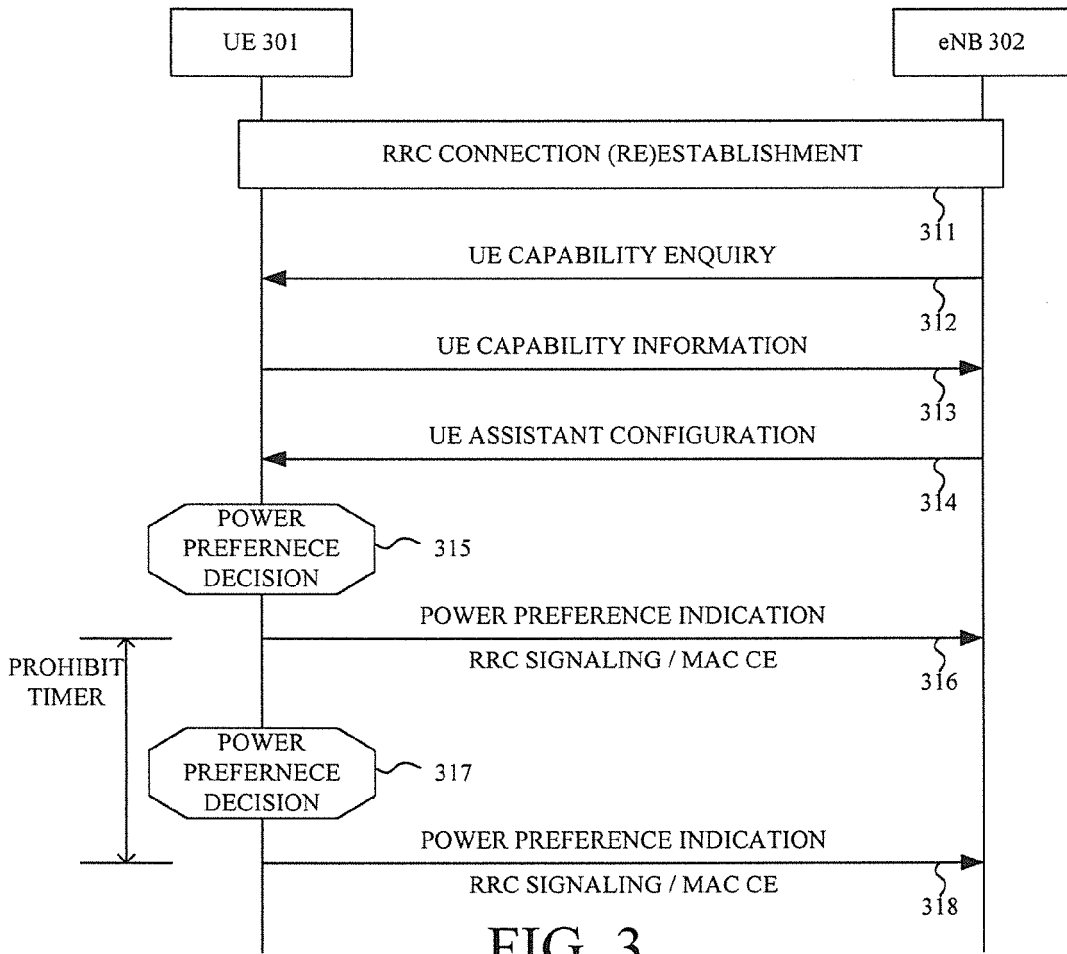 UE 301
eNB 302
RRC CONNECTION (RE)ESTABLISHMENT
311
UE CAPABILITY ENQUIRY
312
UE CAPABILITY INFORMATION
313
UE ASSISTANT CONFIGURATION
314
POWER
PREFERNECE
DECISION
315
POWER PREFERENCE INDICATION
RRC SIGNALING / MAC CE
316
PROHIBIT
TIMER
POWER
PREFERNECE
DECISION
317
POWER PREFERENCE INDICATION
RRC SIGNALING / MAC CE
318
FIG. 3